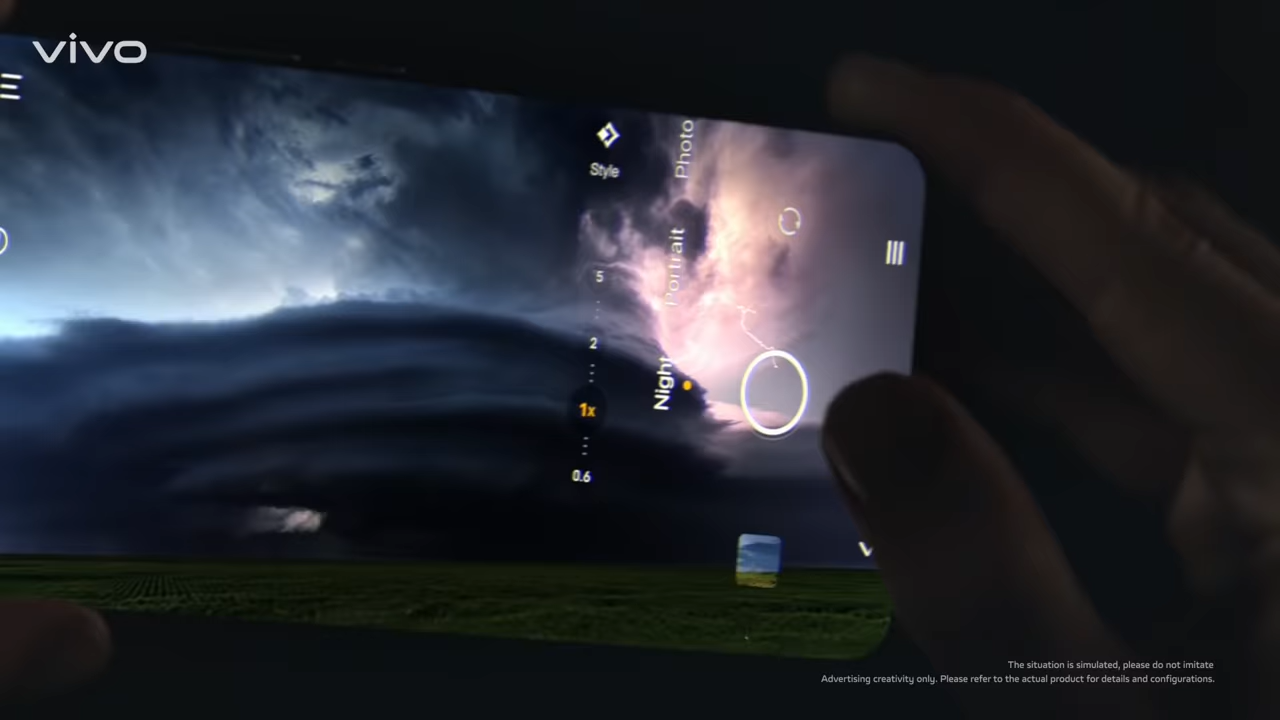 vivo
Style
Photo
Portrait
Night
5
2
1x
0.6
The situation is simulated, please do not imitate
Advertising creativity only. Please refer to the actual product for details and configurations.